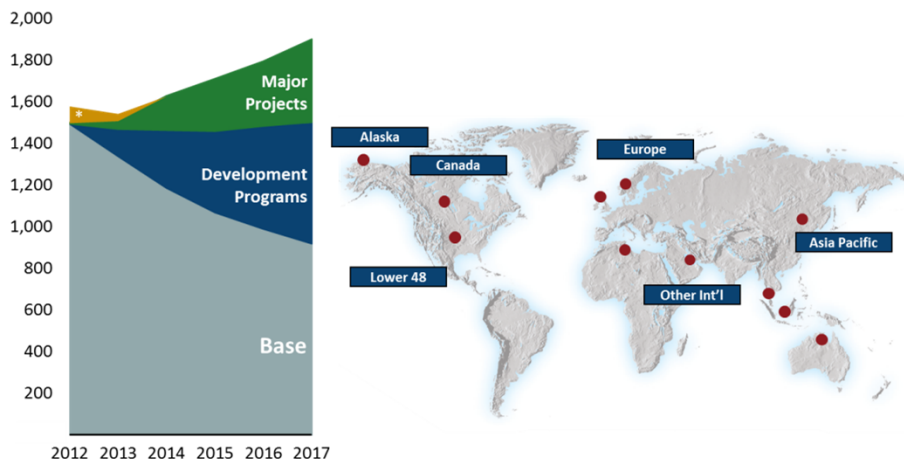 2,000
1,800
1,600
1,400
1,200
1,000
800
600
400
200
*
Major
Projects
Development
Programs
Base
2012 2013 2014 2015 2016 2017
Alaska
Canada
Europe
Asia Pacific
Lower 48
Other Int'l